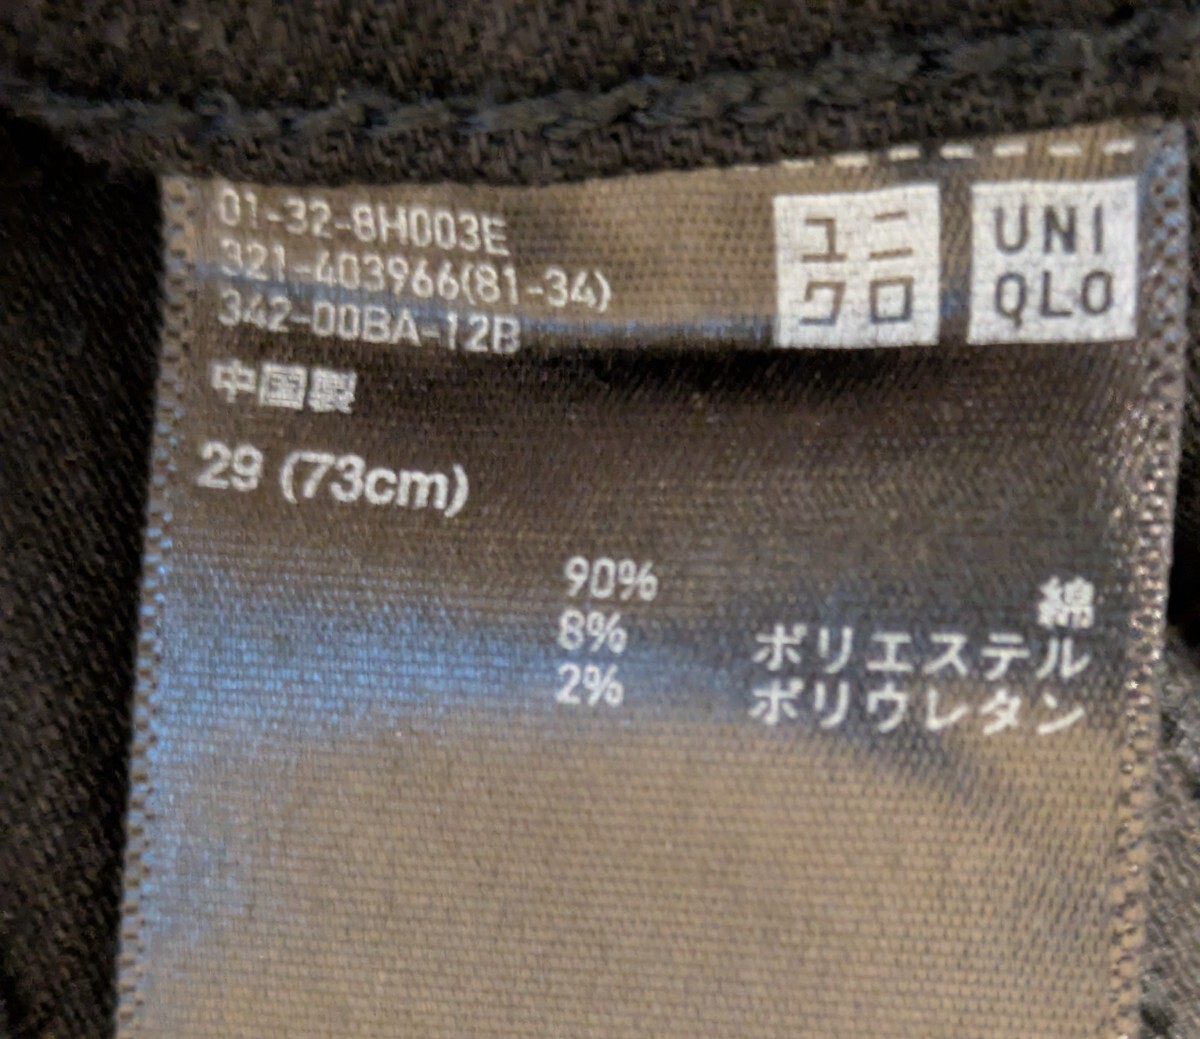 01-32-8H003E
321-403966(81-34)
342-00BA-12B
ユニ
クロ
UNI
QLO
中国製
29 (73cm)
90% 綿
8% ポリエステル
2% ポリウレタン